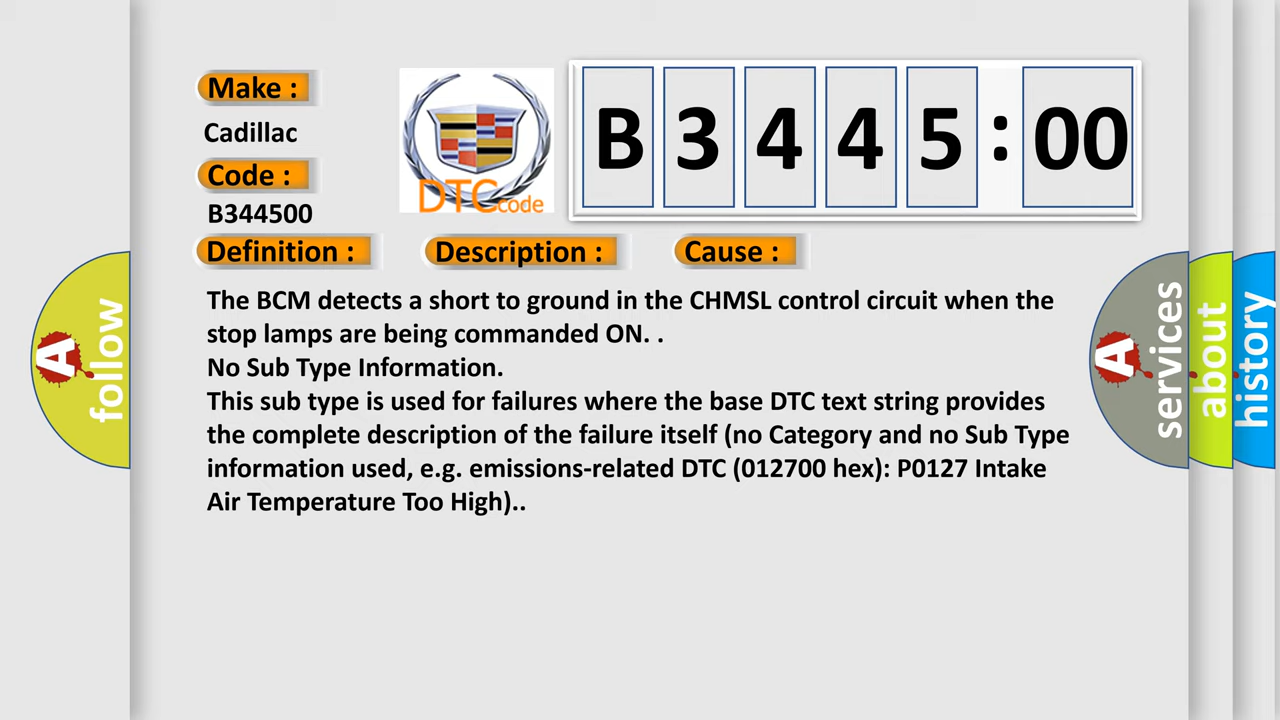 Make :
Cadillac
Code :
B344500
DTC code
B 3 4 4 5 : 00
Definition : Description : Cause :
The BCM detects a short to ground in the CHMSL control circuit when the
stop lamps are being commanded ON. .
No Sub Type Information.
This sub type is used for failures where the base DTC text string provides
the complete description of the failure itself (no Category and no Sub Type
information used, e.g. emissions-related DTC (012700 hex): P0127 Intake
Air Temperature Too High)..
A follow
A services
about
history